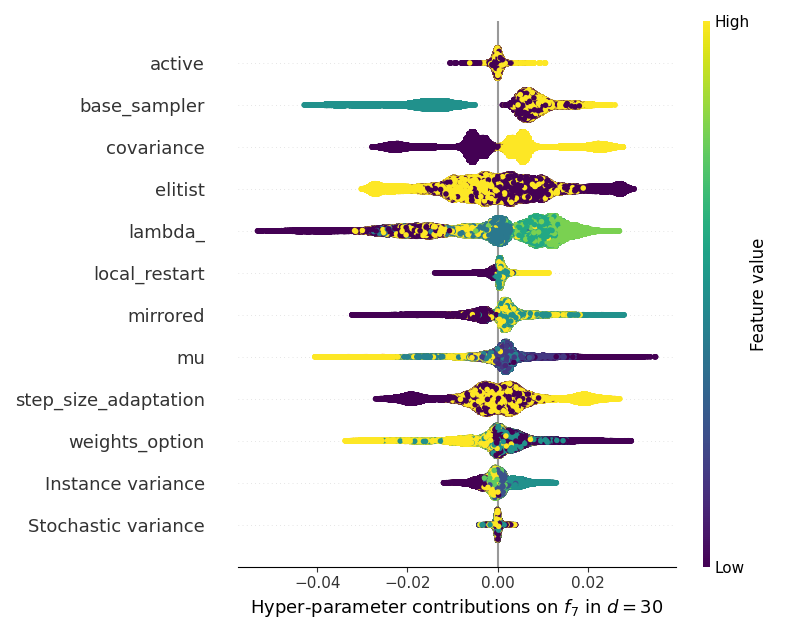 High
active
base_sampler
covariance
elitist
lambda_
local_restart
mirrored
mu
step_size_adaptation
weights_option
Instance variance
Stochastic variance
Feature value
Low
−0.04 −0.02 0.00 0.02
Hyper-parameter contributions on f₇ in d = 30